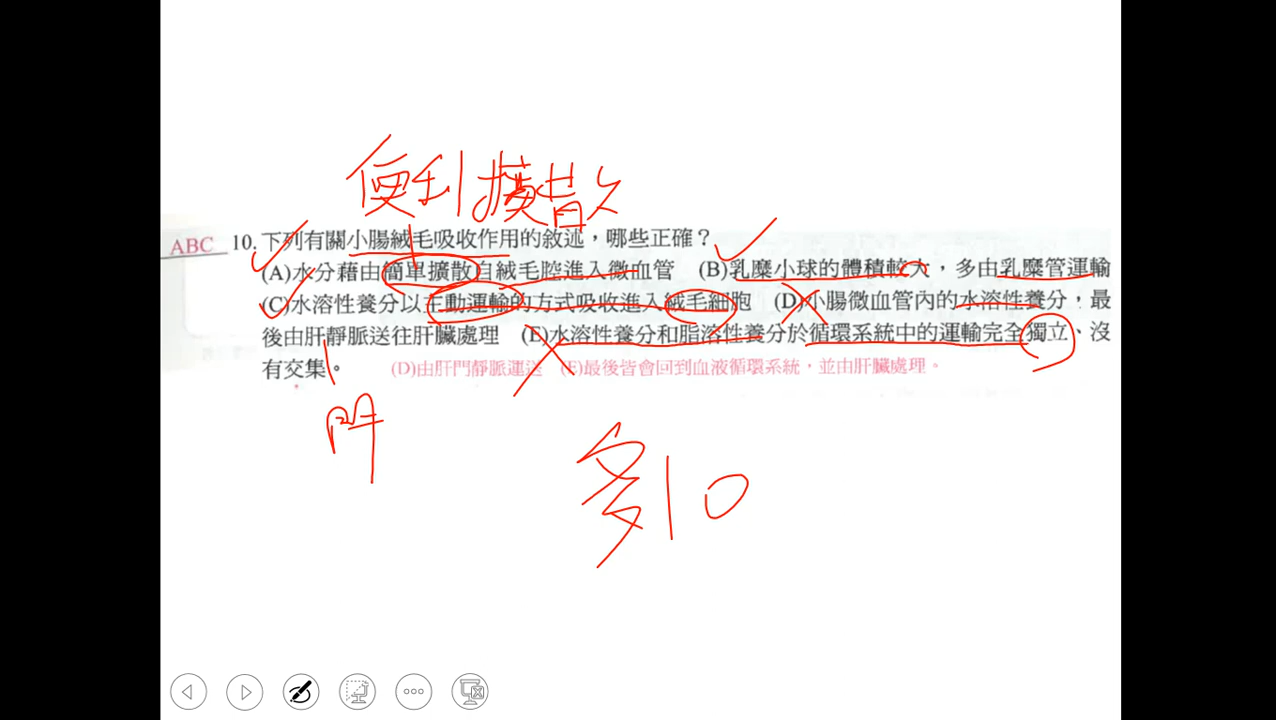 便利擴散
ABC 10. 下列有關小腸絨毛吸收作用的敘述，哪些正確？
(A)水分藉由簡單擴散自絨毛腔進入微血管 (B)乳糜小球的體積較大，多由乳糜管運輸
(C)水溶性養分以主動運輸的方式吸收進入絨毛細胞 (D)小腸微血管內的水溶性養分，最
後由肝靜脈送往肝臟處理 (E)水溶性養分和脂溶性養分於循環系統中的運輸完全獨立、沒
有交集。 (D)由肝門靜脈運送 (E)最後皆會回到血液循環系統，並由肝臟處理。
門
多10